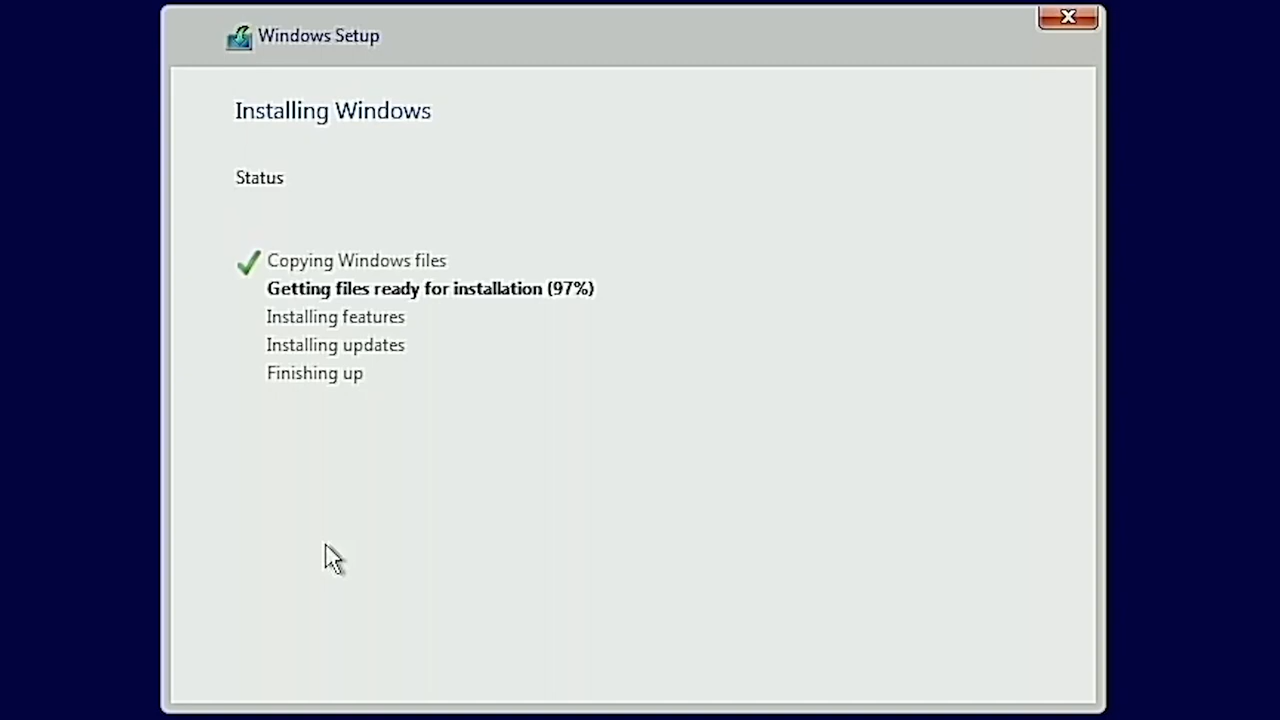 Windows Setup
Installing Windows
Status
Copying Windows files
Getting files ready for installation (97%)
Installing features
Installing updates
Finishing up